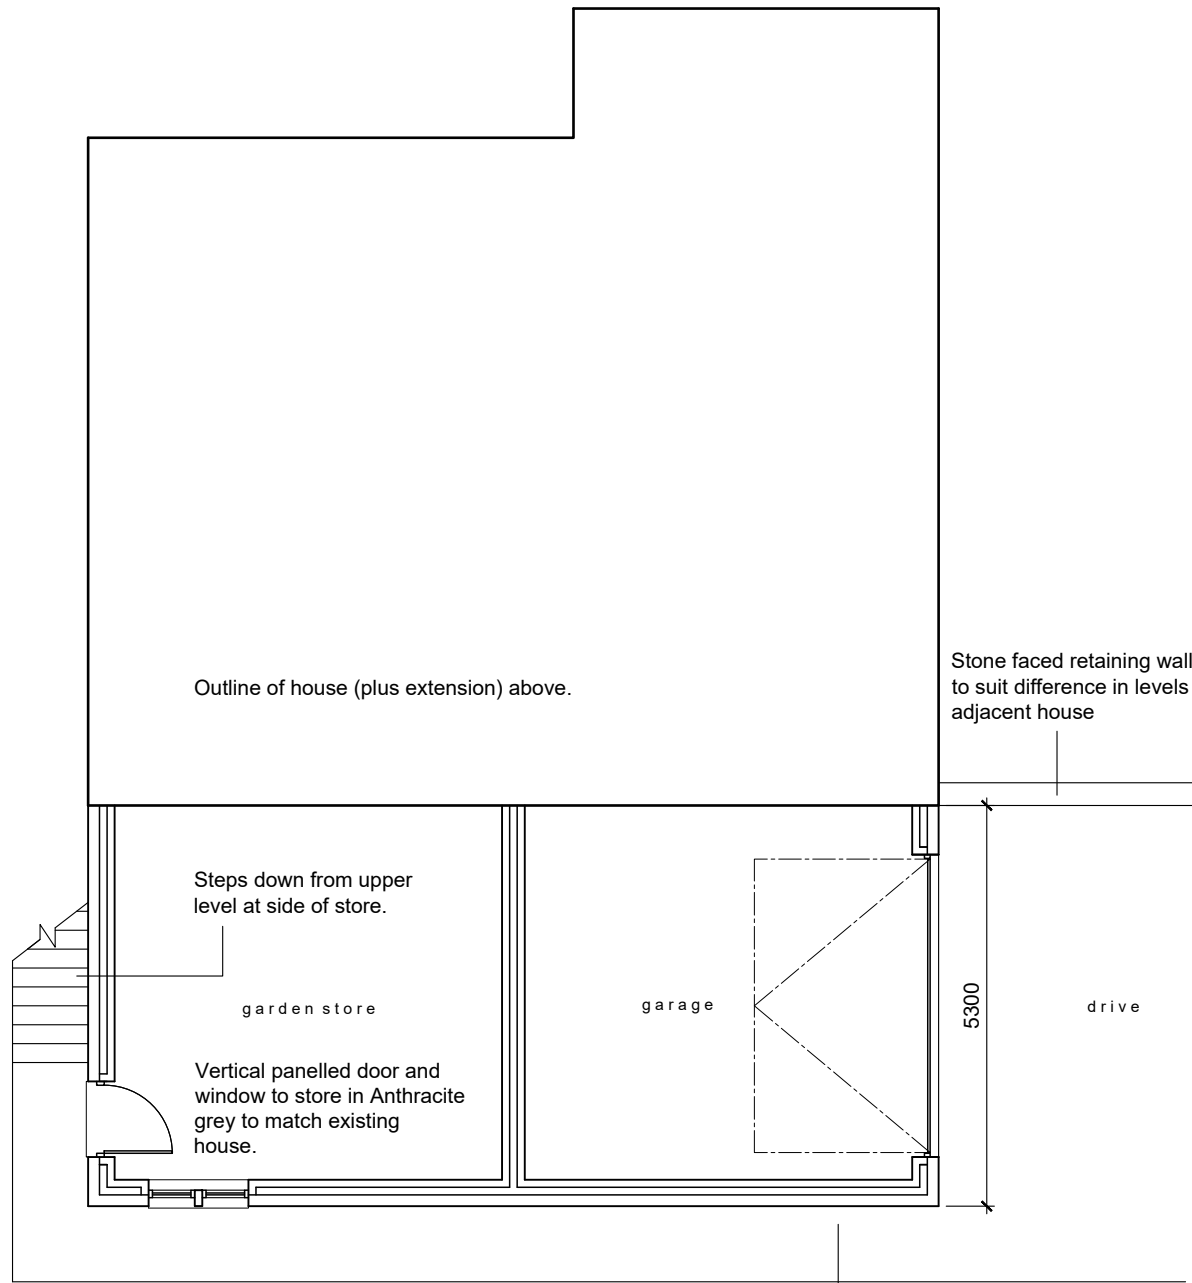 Outline of house (plus extension) above.
Stone faced retaining wall
to suit difference in levels
adjacent house
Steps down from upper
level at side of store.
garden store
garage
5300
drive
Vertical panelled door and
window to store in Anthracite
grey to match existing
house.